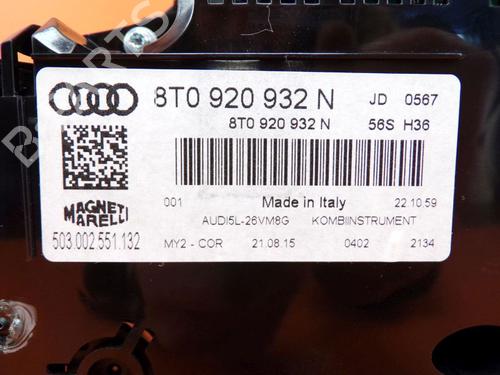 8T0 920 932 N JD 0567
8T0 920 932 N 56S H36
001 Made in Italy 22:10:59
AUDI5L-26VM8G KOMBIINSTRUMENT
MAGNETI
MARELLI
503.002.551.132
MY2 - COR 21.08.15 0402 2134